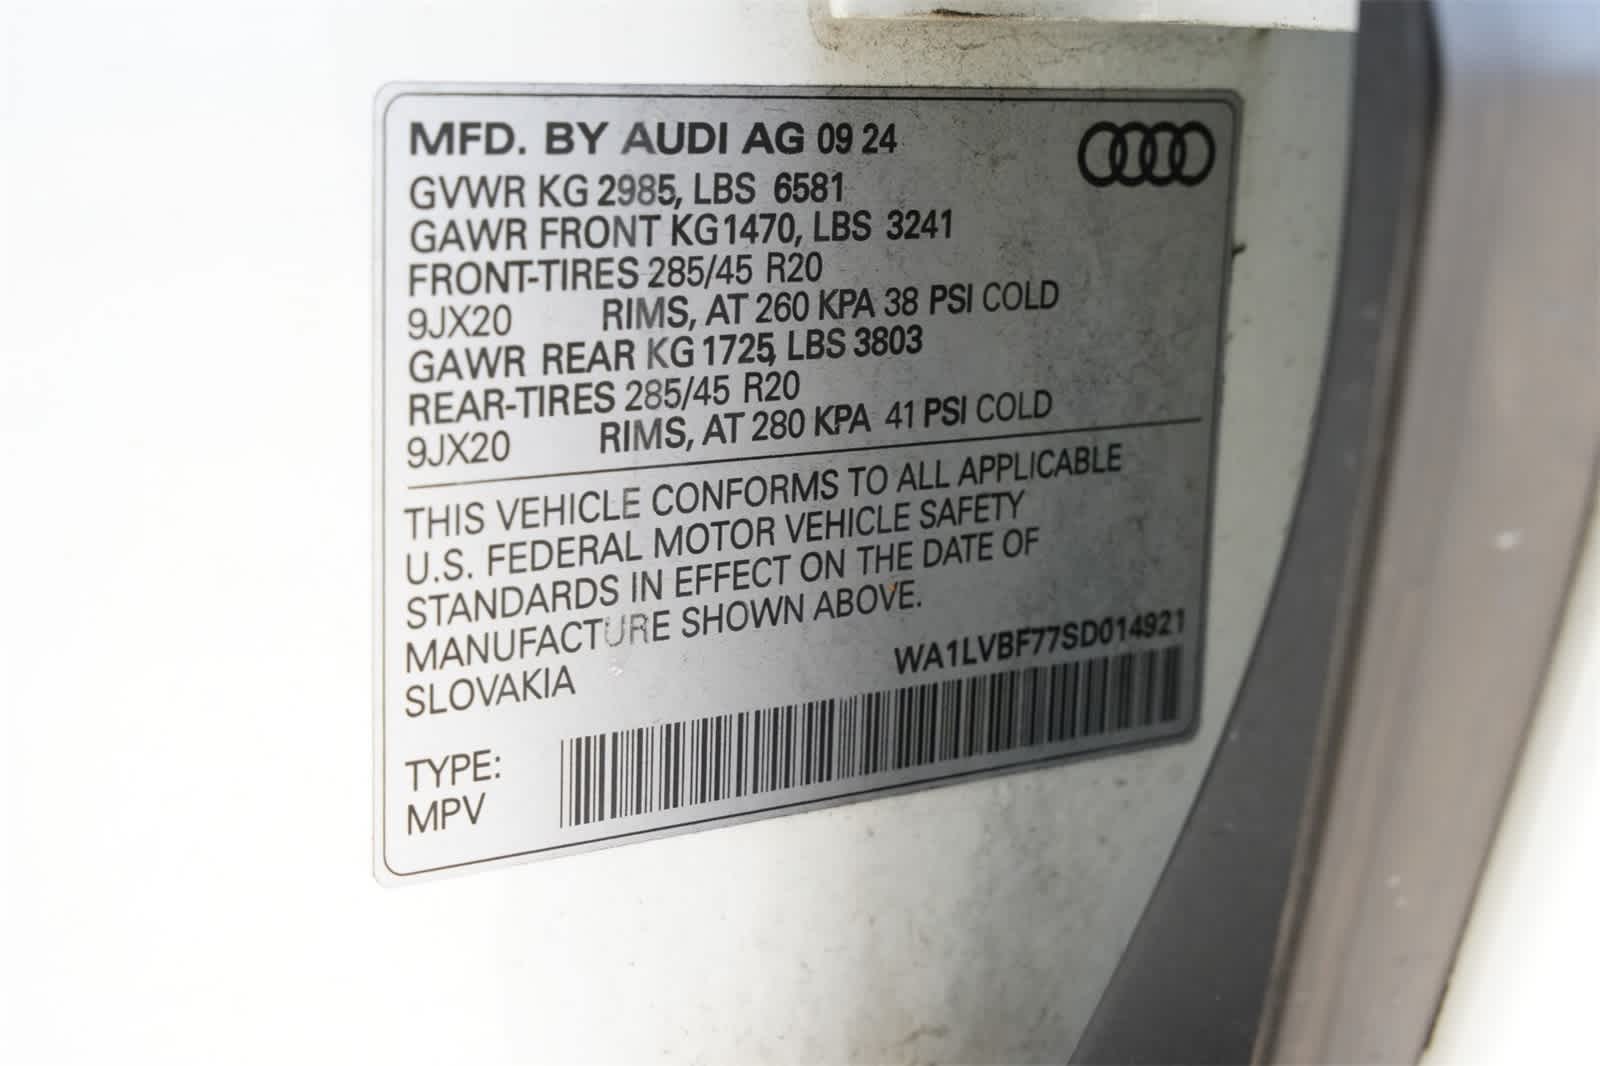 MFD. BY AUDI AG 09 24
GVWR KG 2985, LBS 6581
GAWR FRONT KG 1470, LBS 3241
FRONT-TIRES 285/45 R20
9JX20 RIMS, AT 260 KPA 38 PSI COLD
GAWR REAR KG 1725, LBS 3803
REAR-TIRES 285/45 R20
9JX20 RIMS, AT 280 KPA 41 PSI COLD
THIS VEHICLE CONFORMS TO ALL APPLICABLE
U.S. FEDERAL MOTOR VEHICLE SAFETY
STANDARDS IN EFFECT ON THE DATE OF
MANUFACTURE SHOWN ABOVE.
SLOVAKIA
WA1LVBF77SD014921
TYPE:
MPV